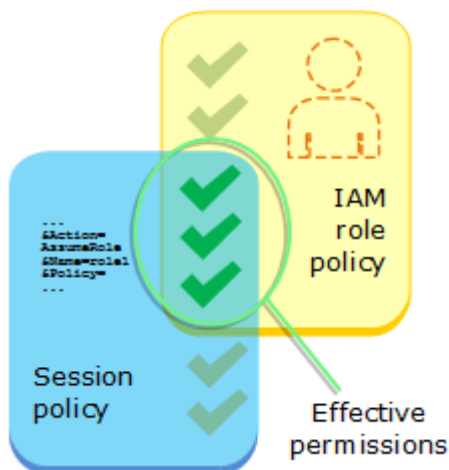 IAM
role
policy
...
&Action=
AssumeRole
&Name=role1
&Policy=
...
Session
policy
Effective
permissions